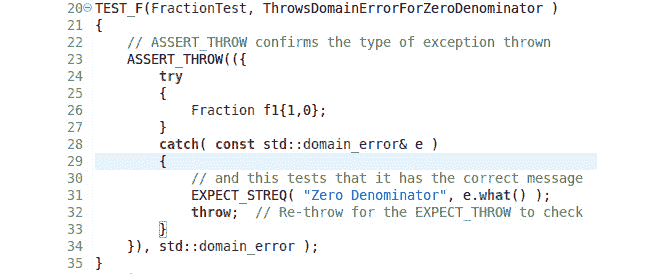 20 TEST_F(FractionTest, ThrowsDomainErrorForZeroDenominator )
21 {
22     // ASSERT_THROW confirms the type of exception thrown
23     ASSERT_THROW(({
24         try
25         {
26             Fraction f1{1,0};
27         }
28         catch( const std::domain_error& e )
29         {
30             // and this tests that it has the correct message
31             EXPECT_STREQ( "Zero Denominator", e.what() );
32             throw;  // Re-throw for the EXPECT_THROW to check
33         }
34     }), std::domain_error );
35 }